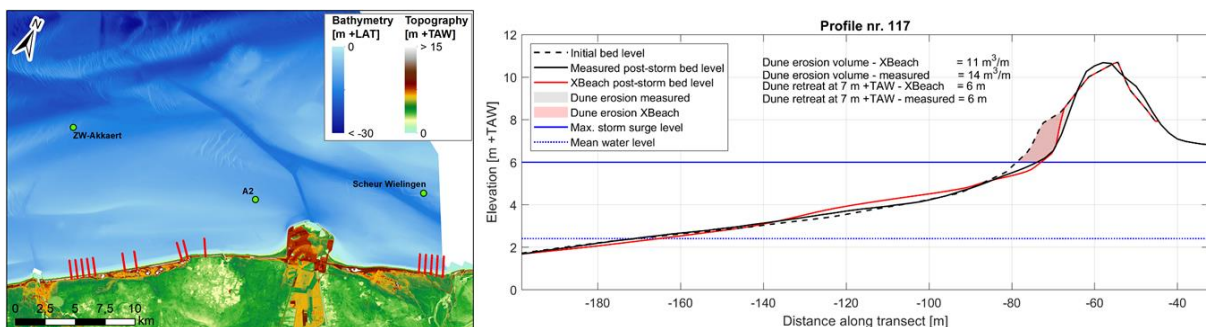 N
Bathymetry
[m +LAT]
0
< -30
Topography
[m +TAW]
> 15
0
ZW-Akkaert
A2
Scheur Wielingen
0 2,5 5 10
km
Profile nr. 117
Initial bed level
Measured post-storm bed level
XBeach post-storm bed level
Dune erosion measured
Dune erosion XBeach
Max. storm surge level
Mean water level
Dune erosion volume - XBeach = 11 m³/m
Dune erosion volume - measured = 14 m³/m
Dune retreat at 7 m +TAW - XBeach = 6 m
Dune retreat at 7 m +TAW - measured = 6 m
Elevation [m +TAW]
12
10
8
6
4
2
0
-180 -160 -140 -120 -100 -80 -60 -40
Distance along transect [m]